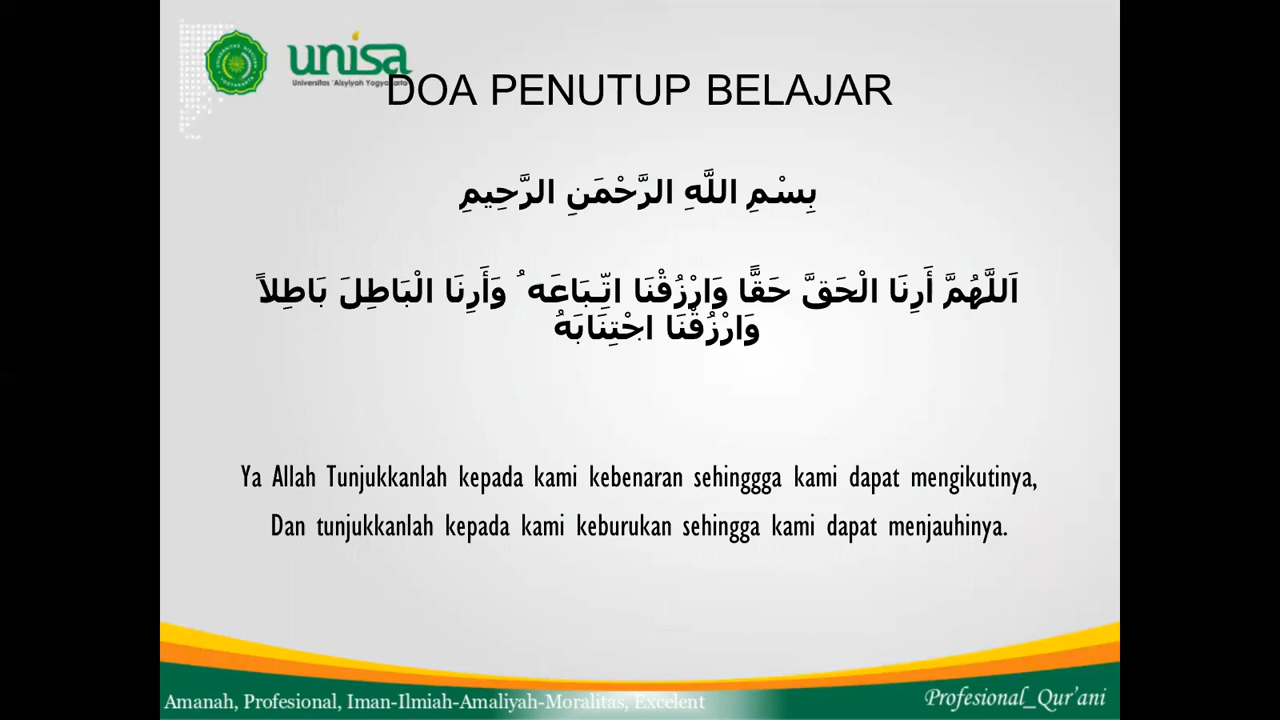 unisa
Universitas 'Aisyiyah Yogyakarta
DOA PENUTUP BELAJAR
بِسْمِ اللَّهِ الرَّحْمَنِ الرَّحِيمِ
اَللَّهُمَّ أَرِنَا الْحَقَّ حَقًّا وَارْزُقْنَا اتِّـبَاعَه ُ وَأَرِنَا الْبَاطِلَ بَاطِلاً
وَارْزُقْنَا اجْتِنَابَهُ
Ya Allah Tunjukkanlah kepada kami kebenaran sehinggga kami dapat mengikutinya,
Dan tunjukkanlah kepada kami keburukan sehingga kami dapat menjauhinya.
Amanah, Profesional, Iman-Ilmiah-Amaliyah-Moralitas, Excelent
Profesional_Qur'ani